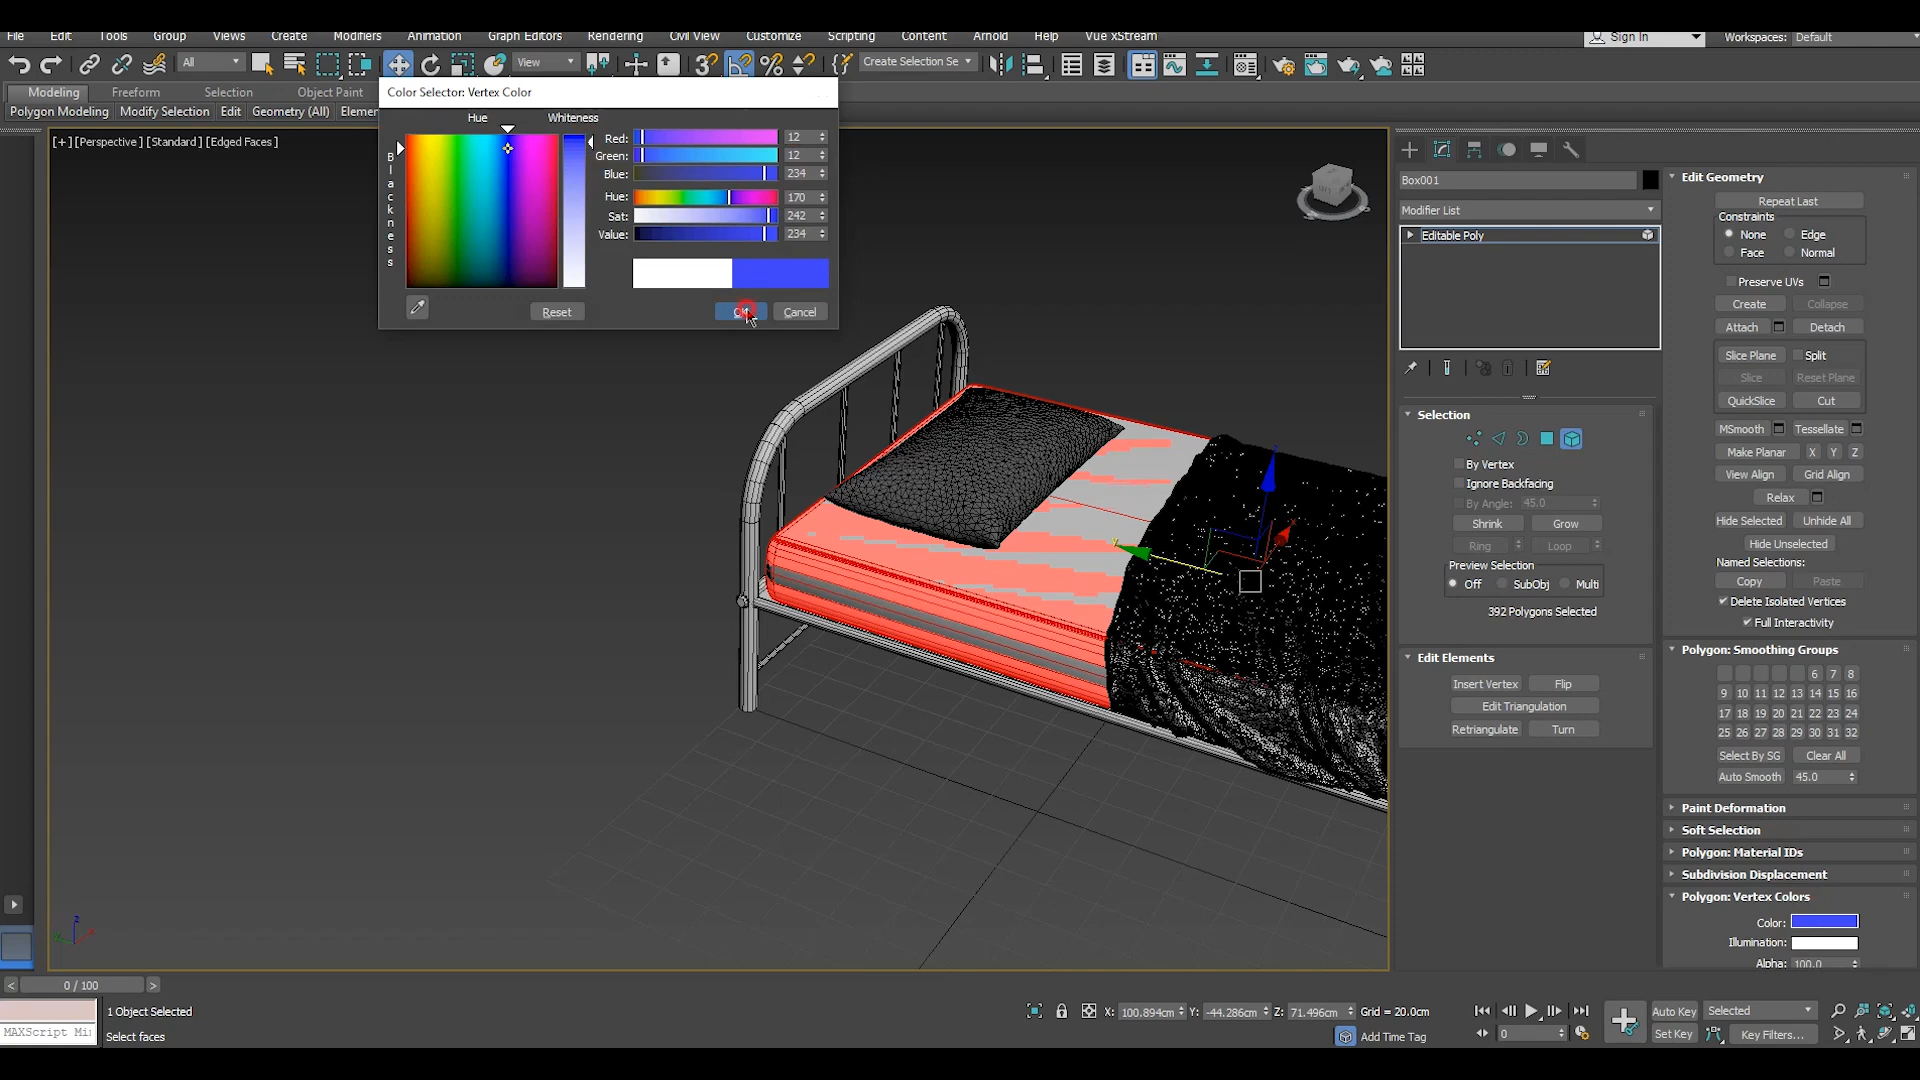 File Edit Tools Group Views Create Modifiers Animation Graph Editors Rendering Civil View Customize Scripting Content Arnold Help Vue xStream Sign In Workspaces: Default
All View Create Selection Se
Modeling Freeform Selection Object Paint
Polygon Modeling Modify Selection Edit Geometry (All)
Color Selector: Vertex Color
Hue Whiteness
Blackness
Red: 12
Green: 12
Blue: 234
Hue: 170
Sat: 242
Value: 234
Reset Cancel
[+][Perspective][Standard][Edged Faces]
Box001
Modifier List
Editable Poly
Selection
By Vertex
Ignore Backfacing
By Angle: 45.0
Shrink Grow
Ring Loop
Preview Selection
Off SubObj Multi
392 Polygons Selected
Edit Elements
Insert Vertex Flip
Edit Triangulation
Retriangulate Turn
Edit Geometry
Repeat Last
Constraints
None Edge
Face Normal
Preserve UVs
Create Collapse
Attach Detach
Slice Plane Split
Slice Reset Plane
QuickSlice Cut
MSmooth Tessellate
Make Planar X Y Z
View Align Grid Align
Relax
Hide Selected Unhide All
Hide Unselected
Named Selections:
Copy Paste
Delete Isolated Vertices
Full Interactivity
Polygon: Smoothing Groups
6 7 8
9 10 11 12 13 14 15 16
17 18 19 20 21 22 23 24
25 26 27 28 29 30 31 32
Select By SG Clear All
Auto Smooth 45.0
Paint Deformation
Soft Selection
Polygon: Material IDs
Subdivision Displacement
Polygon: Vertex Colors
Color:
Illumination:
Alpha: 100.0
0 / 100
1 Object Selected
MAXScript Mi
Select faces
X: 100.894cm Y: -44.286cm Z: 71.496cm Grid = 20.0cm
Add Time Tag
0
Auto Key Selected
Set Key Key Filters...